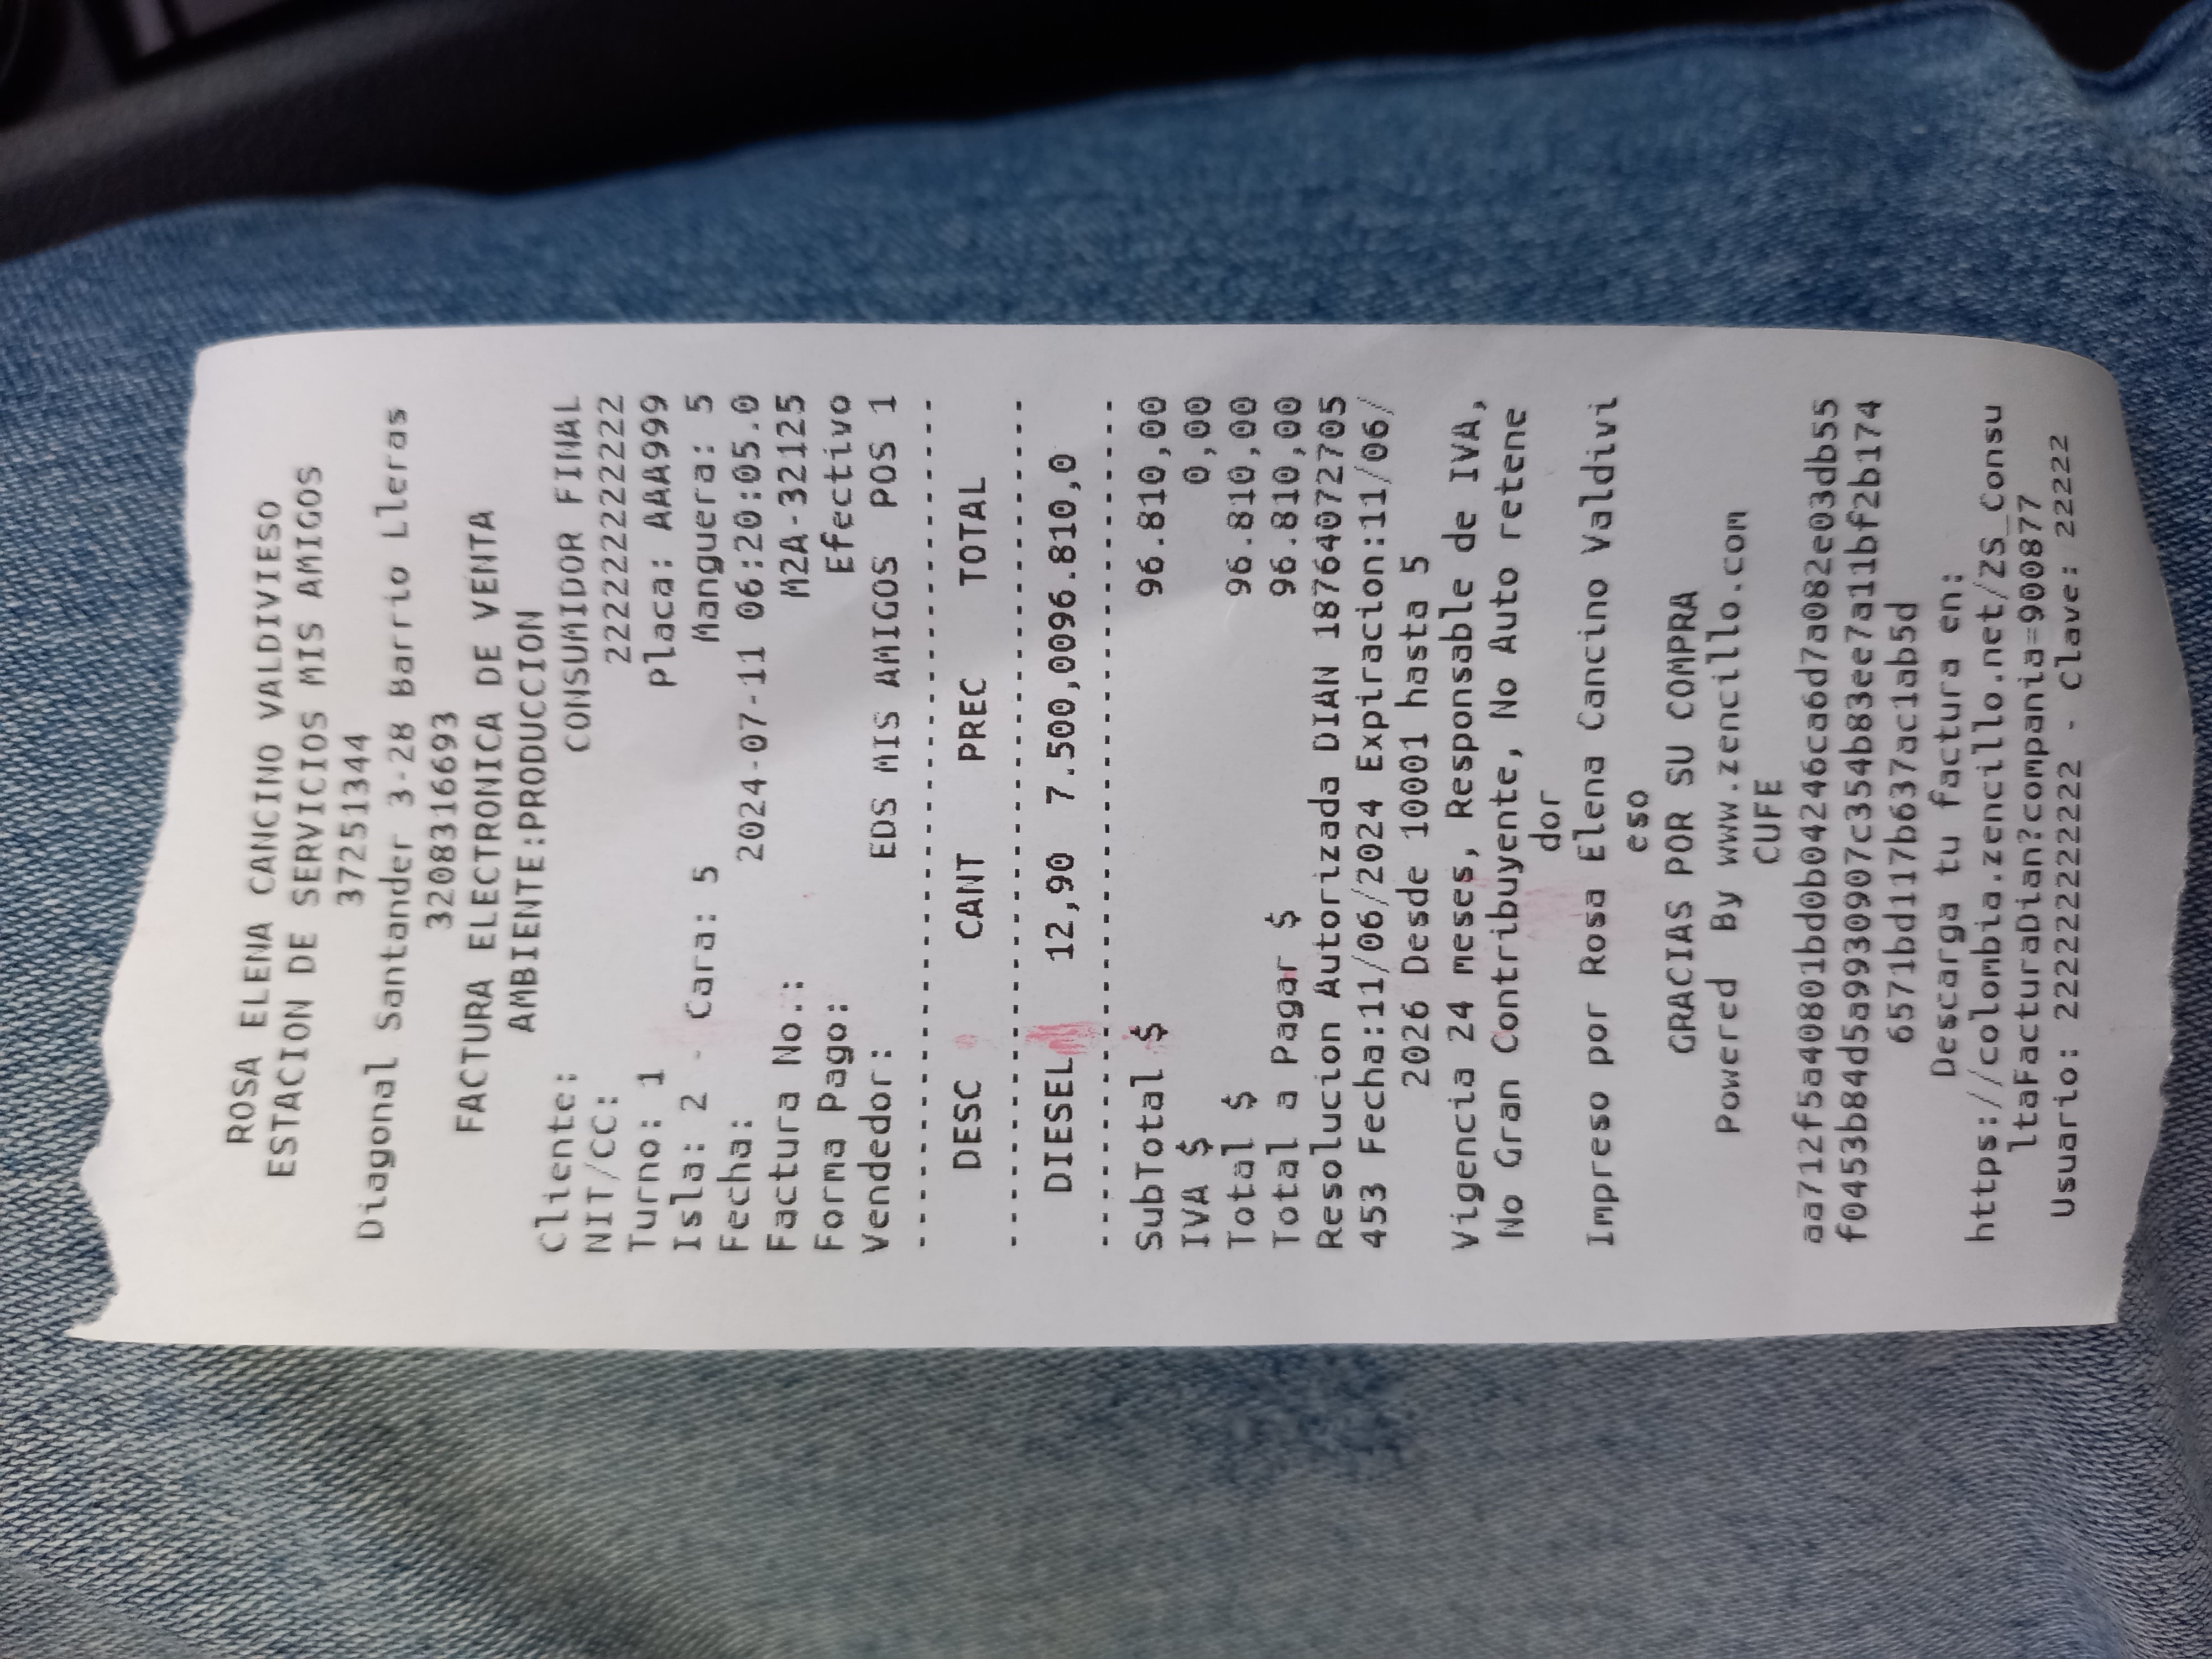 ROSA ELENA CANCINO VALDIVIESO
ESTACION DE SERVICIOS MIS AMIGOS
37251344
Diagonal Santander 3-28 Barrio Lleras
3208316693
FACTURA ELECTRONICA DE VENTA
AMBIENTE:PRODUCCION
Cliente: CONSUMIDOR FINAL
NIT/CC: 222222222222
Turno: 1 Placa: AAA999
Isla: 2 - Cara: 5 Manguera: 5
Fecha: 2024-07-11 06:20:05.0
Factura No.: M2A-32125
Forma Pago: Efectivo
Vendedor: EDS MIS AMIGOS POS 1
DESC CANT PREC TOTAL
DIESEL 12,90 7.500,0096.810,0
SubTotal $ 96.810,00
IVA $ 0,00
Total $ 96.810,00
Total a Pagar $ 96.810,00
Resolucion Autorizada DIAN 18764072705
453 Fecha:11/06/2024 Expiracion:11/06/
2026 Desde 10001 hasta 5
Vigencia 24 meses, Responsable de IVA,
No Gran Contribuyente, No Auto retene
dor
Impreso por Rosa Elena Cancino Valdivi
eso
GRACIAS POR SU COMPRA
Powered By www.zencillo.com
CUFE
aa712f5a40801bd0b04246ca6d7a082e03db55
f0453b84d5a9930907c354b83ee7a11bf2b174
6571bd117b637ac1ab5d
Descarga tu factura en:
https://colombia.zencillo.net/ZS_Consu
ltaFacturaDian?compania=900877
Usuario: 222222222222 - Clave: 22222